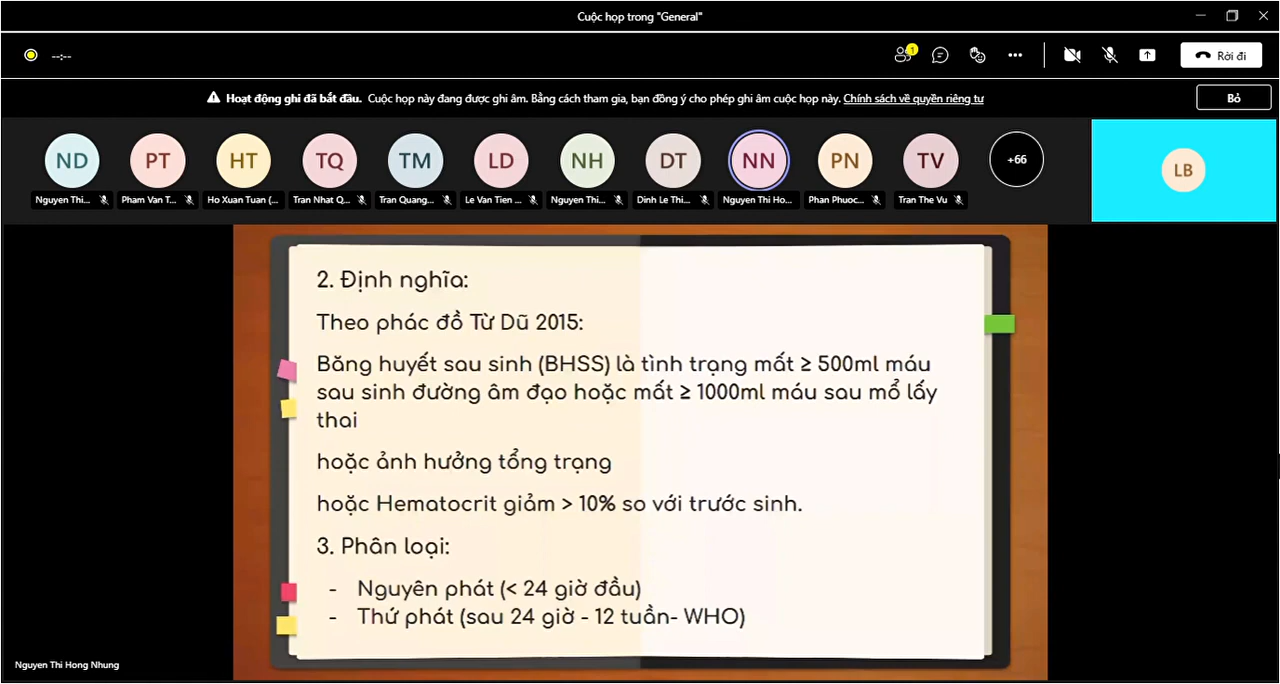 Cuộc họp trong "General"
--:--
1
Rời đi
Hoạt động ghi đã bắt đầu. Cuộc họp này đang được ghi âm. Bằng cách tham gia, bạn đồng ý cho phép ghi âm cuộc họp này. Chính sách về quyền riêng tư
Bỏ
ND PT HT TQ TM LD NH DT NN PN TV +66 LB
Nguyen Thi... Pham Van T... Ho Xuan Tuan (... Tran Nhat Q... Tran Quang... Le Van Tien ... Nguyen Thi... Dinh Le Thi... Nguyen Thi Ho... Phan Phuoc... Tran The Vu
2. Định nghĩa:
Theo phác đồ Từ Dũ 2015:
Băng huyết sau sinh (BHSS) là tình trạng mất ≥ 500ml máu
sau sinh đường âm đạo hoặc mất ≥ 1000ml máu sau mổ lấy
thai
hoặc ảnh hưởng tổng trạng
hoặc Hematocrit giảm > 10% so với trước sinh.
3. Phân loại:
- Nguyên phát (< 24 giờ đầu)
- Thứ phát (sau 24 giờ - 12 tuần- WHO)
Nguyen Thi Hong Nhung